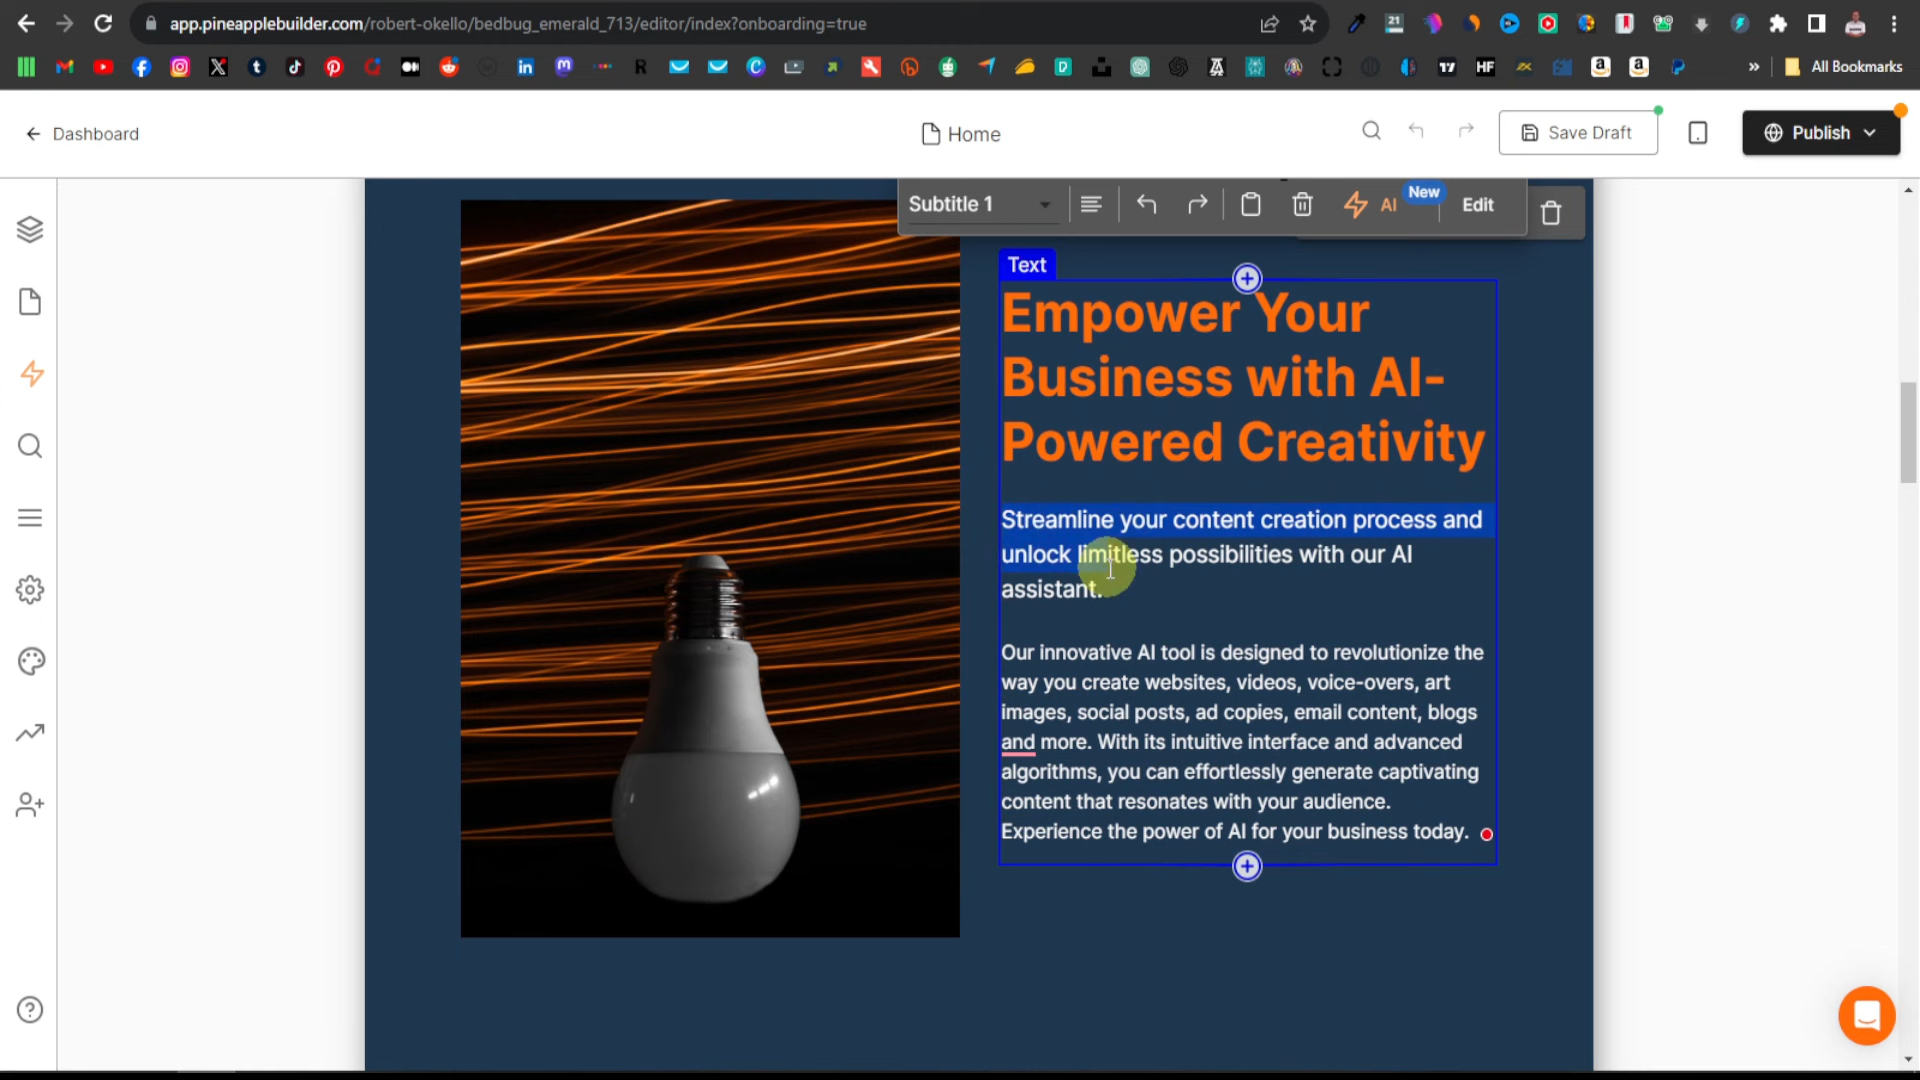 app.pineapplebuilder.com/robert-okello/bedbug_emerald_713/editor/index?onboarding=true
21
All Bookmarks
Dashboard
Home
Save Draft
Publish
Subtitle 1
AI
New
Edit
Text
Empower Your
Business with AI-
Powered Creativity
Streamline your content creation process and
unlock limitless possibilities with our AI
assistant.
Our innovative AI tool is designed to revolutionize the
way you create websites, videos, voice-overs, art
images, social posts, ad copies, email content, blogs
and more. With its intuitive interface and advanced
algorithms, you can effortlessly generate captivating
content that resonates with your audience.
Experience the power of AI for your business today.